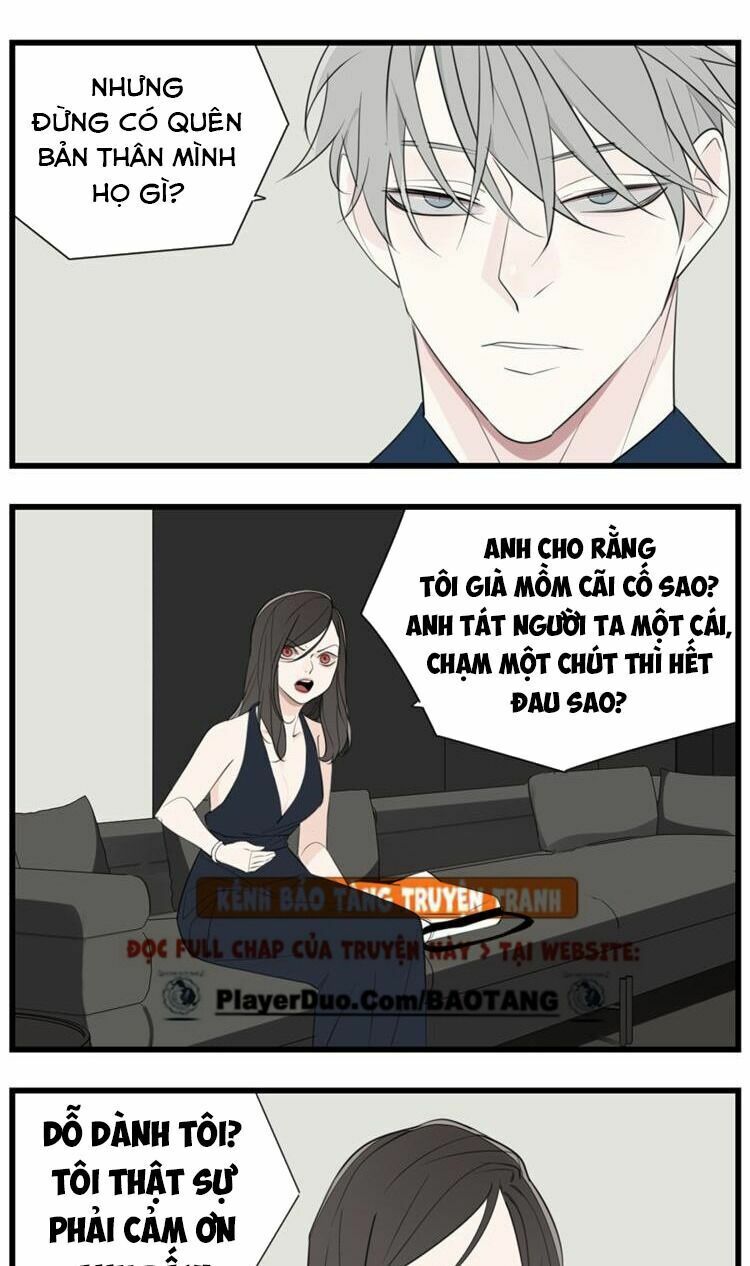 NHƯNG
ĐỪNG CÓ QUÊN
BẢN THÂN MÌNH
HỌ GÌ?
ANH CHO RẰNG
TÔI GIÀ MỒM CÃI CỐ SAO?
ANH TÁT NGƯỜI TA MỘT CÁI,
CHẠM MỘT CHÚT THÌ HẾT
ĐAU SAO?
KÊNH BẢO TÀNG TRUYỆN TRANH
ĐỌC FULL CHAP CỦA TRUYỆN NÀY > TẠI WEBSITE:
PlayerDuo.Com/BAOTANG
DỖ DÀNH TÔI?
TÔI THẬT SỰ
PHẢI CẢM ƠN